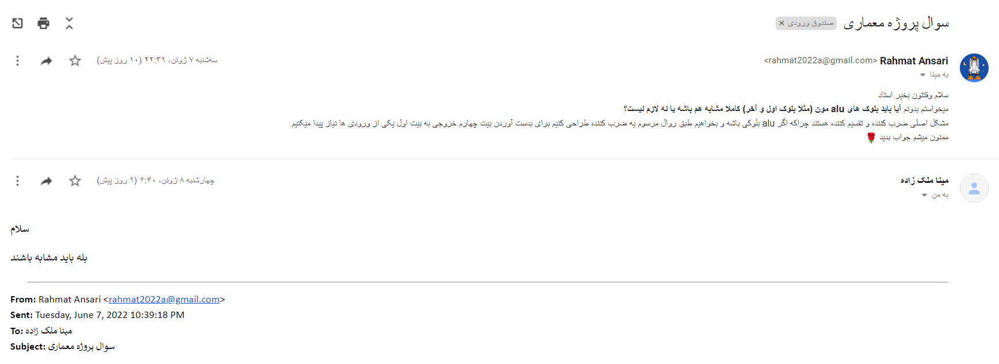 سوال پروژه معماری صندوق ورودی ×
Rahmat Ansari <rahmat2022a@gmail.com>
سه‌شنبه ۷ ژوئن، ۲۲:۳۹ (۱۰ روز پیش)
به مینا
سلام وقتتون بخیر استاد
میخواستم بدونم آیا باید بلوک های alu مون (مثلا بلوک اول و آخر) کاملا مشابه هم باشه یا نه لازم نیست؟
مشکل اصلی ضرب کننده و تقسیم کننده هستند چراکه اگر alu بلوکی باشه و بخواهیم طبق روال مرسوم یه ضرب کننده طراحی کنیم برای بدست آوردن بیت چهارم خروجی به بیت اول یکی از ورودی ها نیاز پیدا میکنیم.
ممنون میشم جواب بدید 🌹
مینا ملک زاده
چهارشنبه ۸ ژوئن، ۶:۴۰ (۹ روز پیش)
به من
سلام
بله باید مشابه باشند
From: Rahmat Ansari <rahmat2022a@gmail.com>
Sent: Tuesday, June 7, 2022 10:39:18 PM
To: مینا ملک زاده
Subject: سوال پروژه معماری